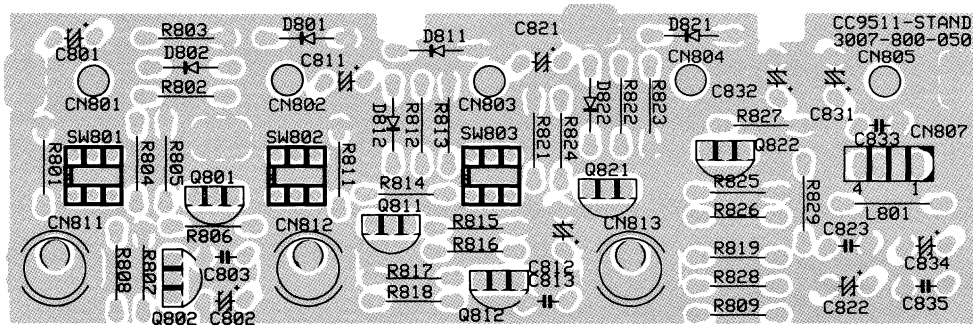 R803
D801
D811
C821
D821
CC9511-STAND
3007-800-050
C801
D802
C811
CN804
CN805
R802
C832
CN801
CN802
CN803
D812
R812
R813
D822
R822
R823
R827
C831
C833
CN807
SW801
SW802
SW803
R821
R824
Q822
R801
R804
R805
Q801
R811
R814
Q821
R825
4
1
R829
L801
CN811
R806
CN812
Q811
R815
CN813
R826
C823
R816
R819
C834
R808
R807
C803
R817
C812
R828
R818
C813
Q802
C802
Q812
R809
C822
C835